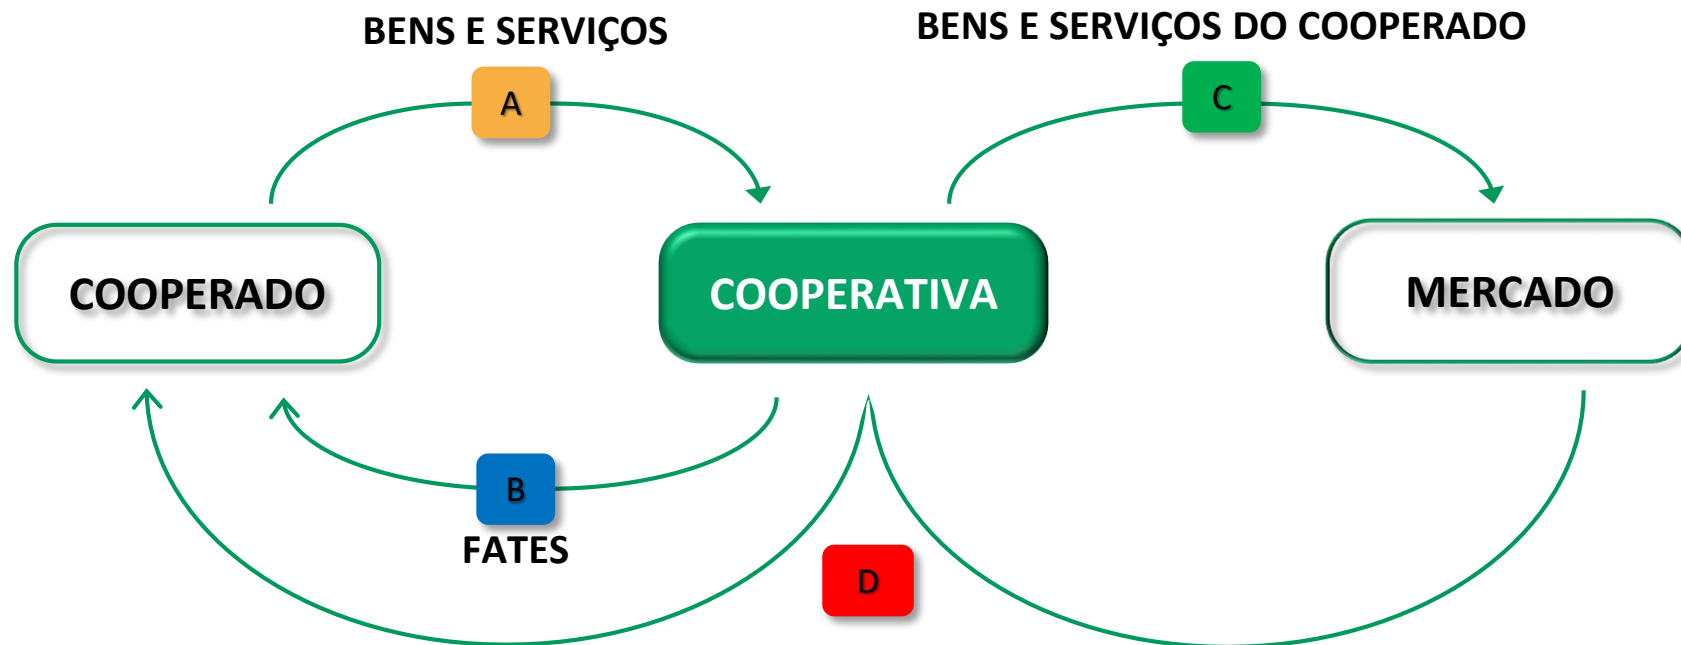 BENS E SERVIÇOS
BENS E SERVIÇOS DO COOPERADO
A
C
COOPERADO
COOPERATIVA
MERCADO
B
FATES
D